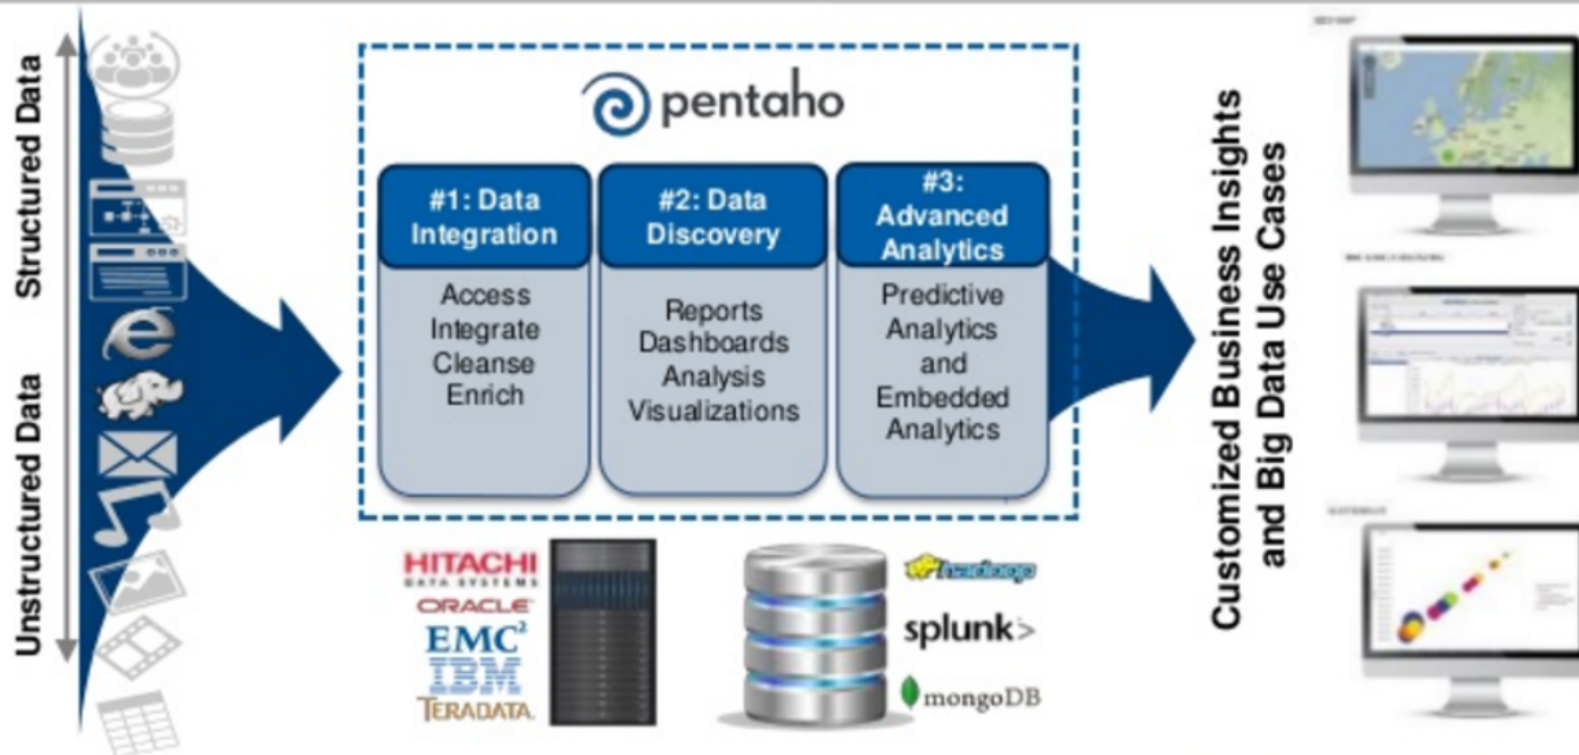 Structured Data
Unstructured Data
pentaho
#1: Data
Integration
Access
Integrate
Cleanse
Enrich
#2: Data
Discovery
Reports
Dashboards
Analysis
Visualizations
#3:
Advanced
Analytics
Predictive
Analytics
and
Embedded
Analytics
HITACHI
DATA SYSTEMS
ORACLE
EMC²
IBM
TERADATA
hadoop
splunk>
mongoDB
Customized Business Insights
and Big Data Use Cases